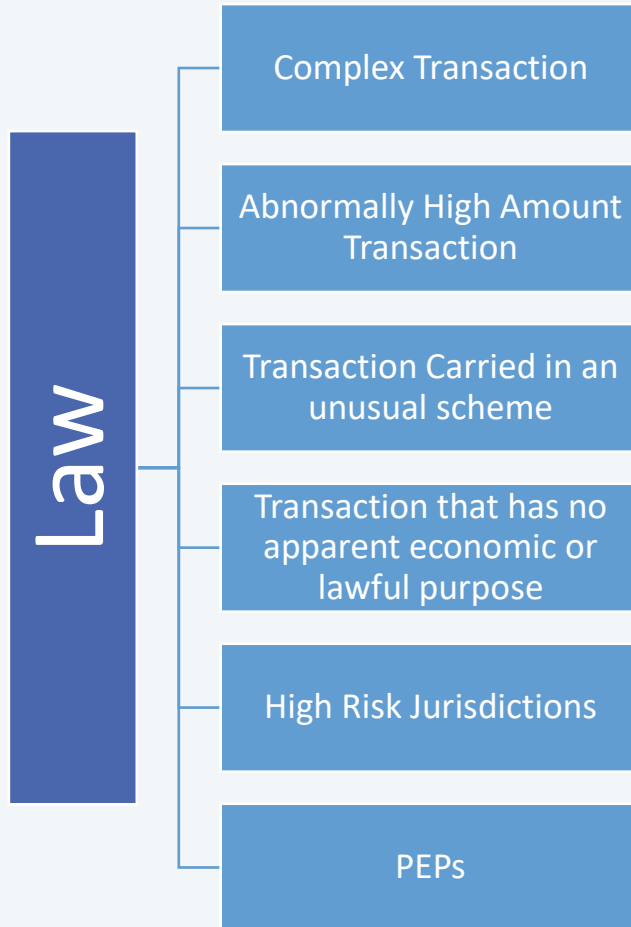 Law
Complex Transaction
Abnormally High Amount
Transaction
Transaction Carried in an
unusual scheme
Transaction that has no
apparent economic or
lawful purpose
High Risk Jurisdictions
PEPs